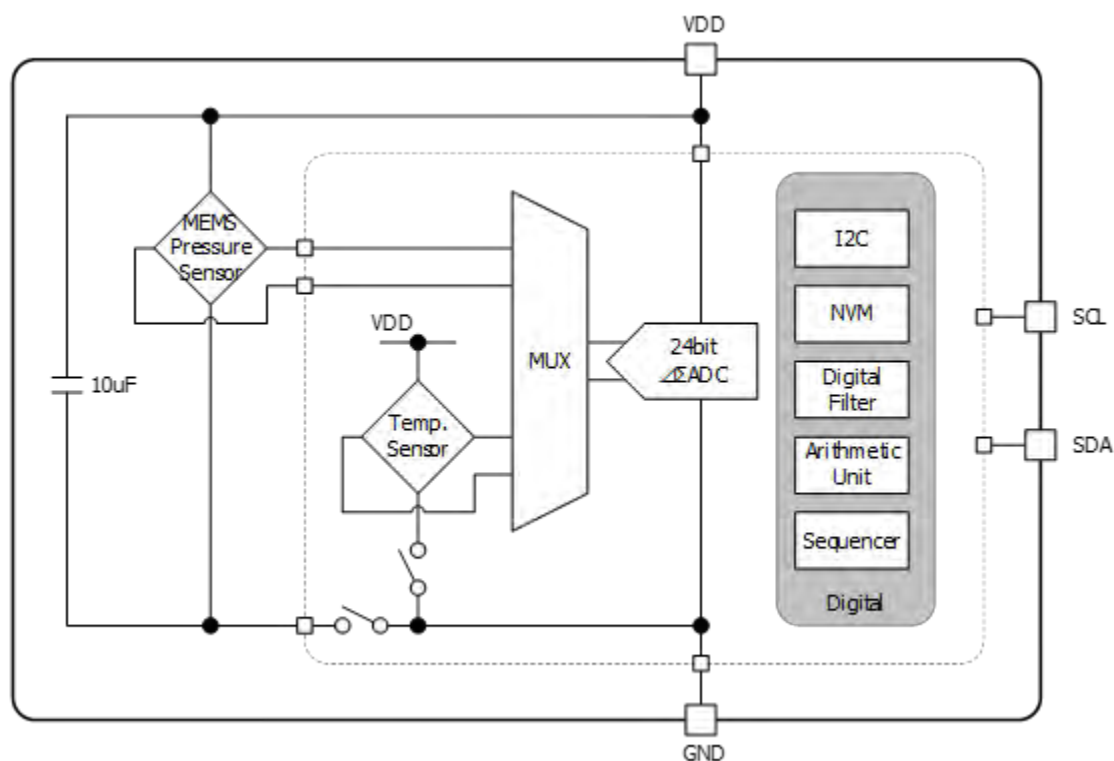 VDD
MEMS
Pressure
Sensor
I2C
NVM
SCL
VDD
MUX
24bit
⊿ΣADC
10uF
Digital
Filter
Temp.
Sensor
SDA
Arithmetic
Unit
Sequencer
Digital
GND